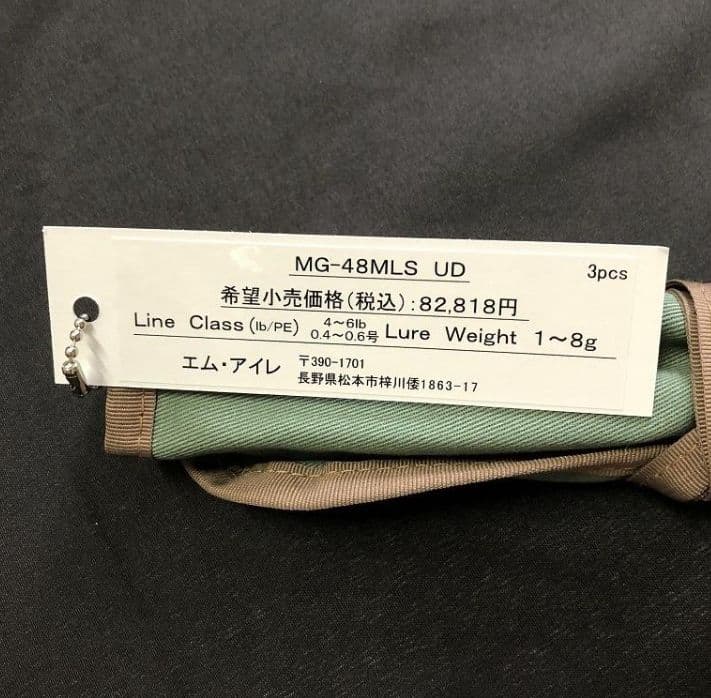 MG-48MLS UD 3pcs
希望小売価格(税込):82,818円
Line Class(lb/PE) 4～6lb 0.4～0.6号 Lure Weight 1～8g
エム・アイレ 〒390-1701
長野県松本市梓川倭1863-17